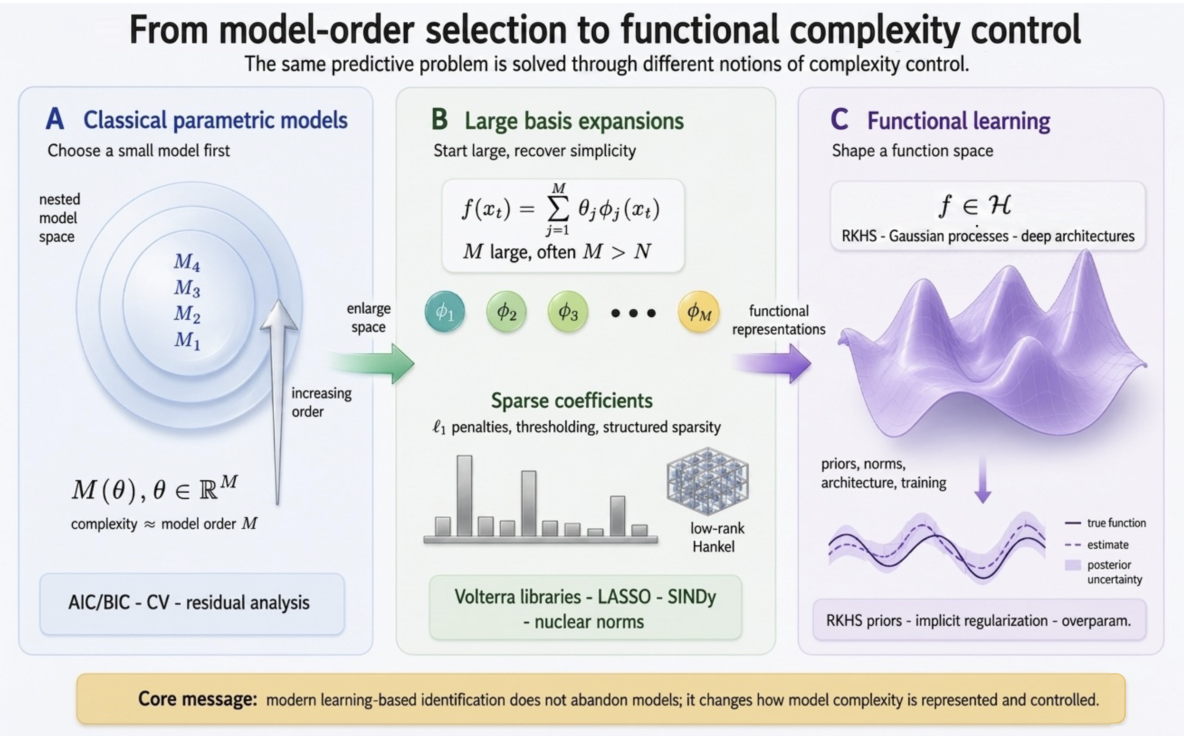 From model-order selection to functional complexity control
The same predictive problem is solved through different notions of complexity control.
A Classical parametric models
Choose a small model first
nested
model
space
M₄
M₃
M₂
M₁
increasing
order
M(θ), θ ∈ ℝᴹ
complexity ≈ model order M
AIC/BIC - CV - residual analysis
enlarge
space
B Large basis expansions
Start large, recover simplicity
f(xₜ) = ∑_{j=1}^{M} θⱼϕⱼ(xₜ)
M large, often M > N
ϕ₁ ϕ₂ ϕ₃ ••• ϕ_M
Sparse coefficients
ℓ₁ penalties, thresholding, structured sparsity
low-rank
Hankel
Volterra libraries - LASSO - SINDy
- nuclear norms
functional
representations
C Functional learning
Shape a function space
f ∈ ℋ
RKHS - Gaussian processes - deep architectures
priors, norms,
architecture, training
true function
estimate
posterior
uncertainty
RKHS priors - implicit regularization - overparam.
Core message: modern learning-based identification does not abandon models; it changes how model complexity is represented and controlled.